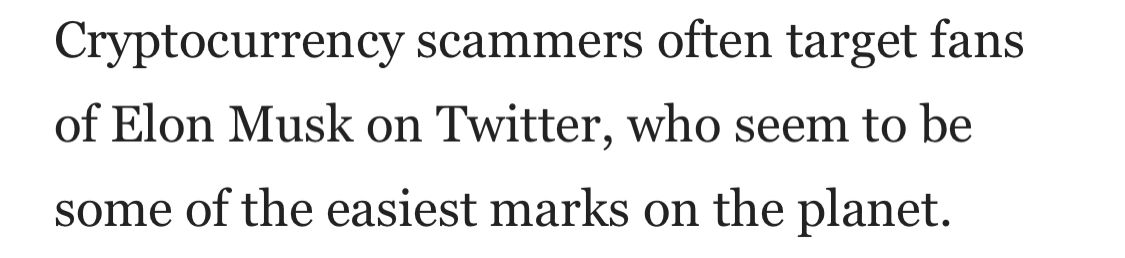 Cryptocurrency scammers often target fans
of Elon Musk on Twitter, who seem to be
some of the easiest marks on the planet.